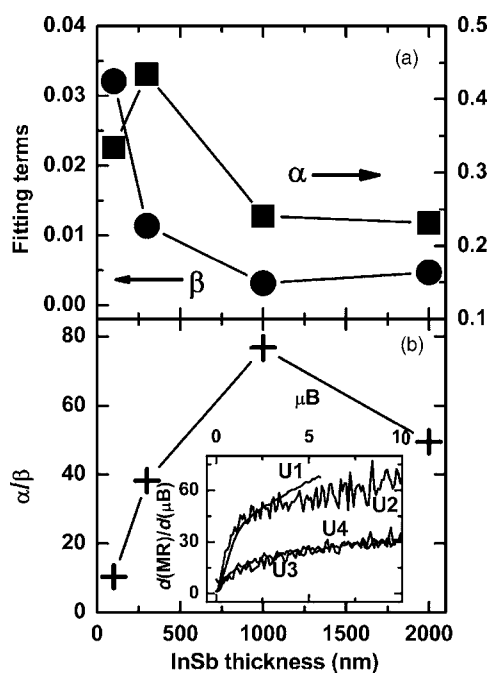 0.04
0.03
0.02
0.01
0.00
Fitting terms
(a)
α
β
0.5
0.4
0.3
0.2
0.1
80
60
40
20
0
α/β
(b)
μB
0 5 10
60
30
0
d(MR)/d(μB)
U1
U2
U4
U3
0 500 1000 1500 2000
InSb thickness (nm)